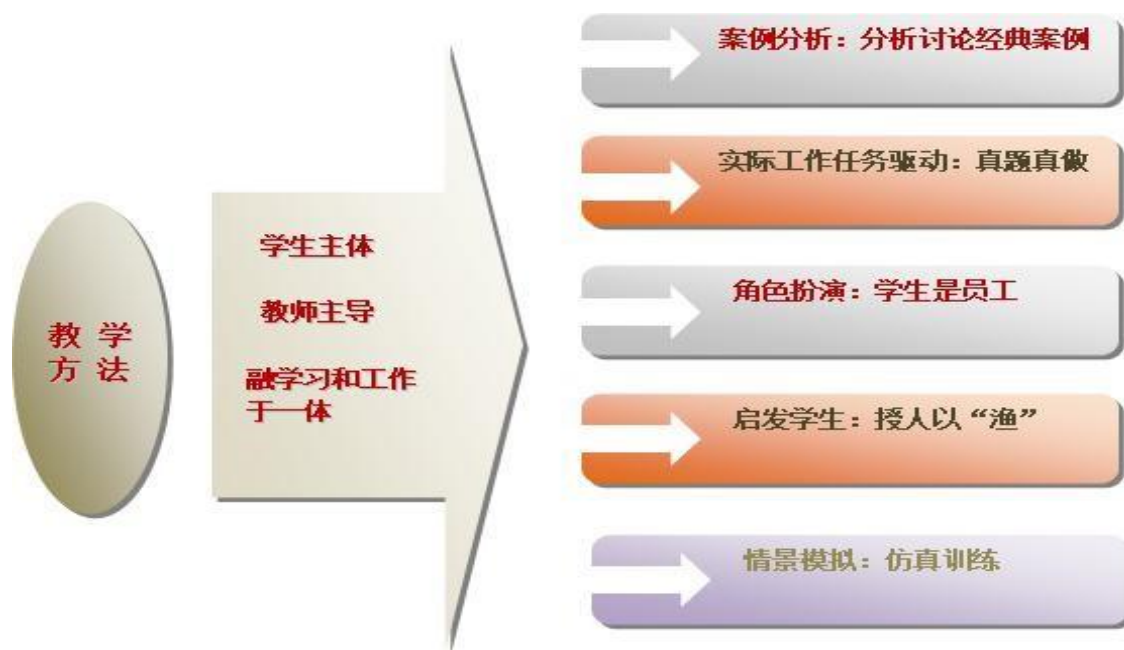 教 学
方 法
学生主体
教师主导
融学习和工作
于一体
案例分析：分析讨论经典案例
实际工作任务驱动：真题真做
角色扮演：学生是员工
启发学生：授人以“渔”
情景模拟：仿真训练